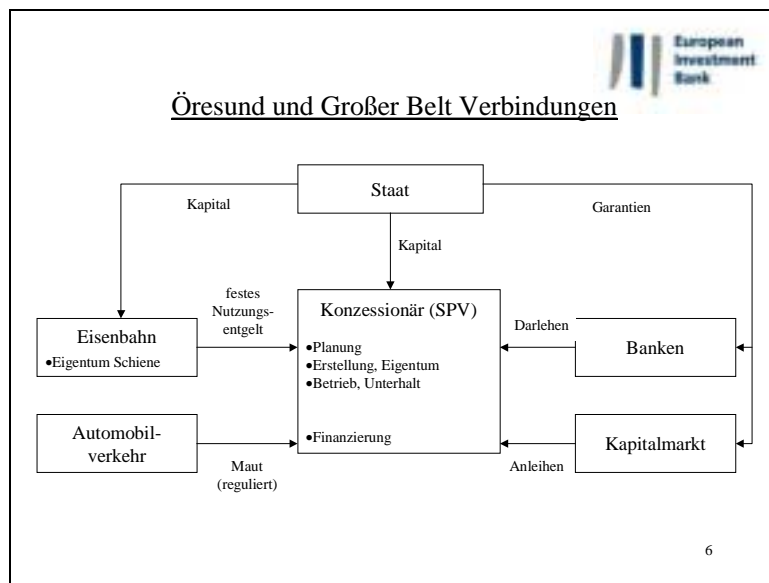 European
Investment
Bank
Öresund und Großer Belt Verbindungen
Staat
Kapital
Garantien
Kapital
festes
Nutzungs-
entgelt
Eisenbahn
•Eigentum Schiene
Konzessionär (SPV)
•Planung
•Erstellung, Eigentum
•Betrieb, Unterhalt
•Finanzierung
Darlehen
Banken
Automobil-
verkehr
Maut
(reguliert)
Anleihen
Kapitalmarkt
6